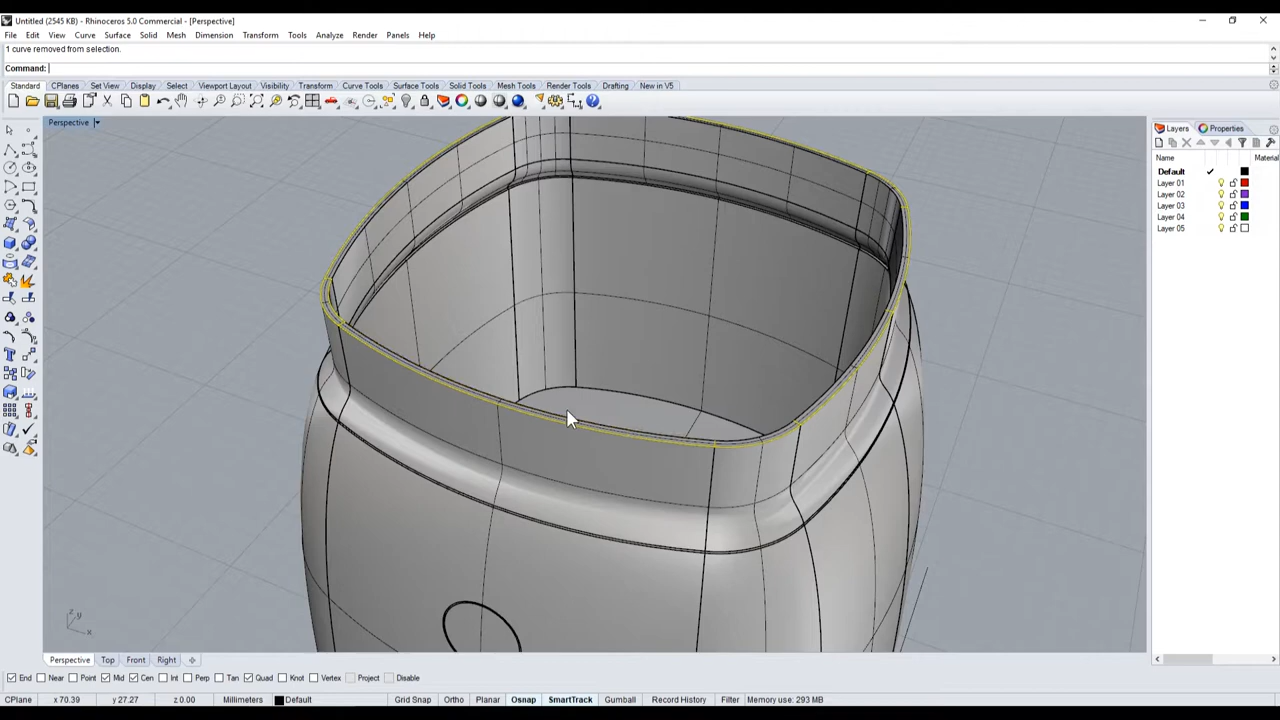 Untitled (2545 KB) - Rhinoceros 5.0 Commercial - [Perspective]
File Edit View Curve Surface Solid Mesh Dimension Transform Tools Analyze Render Panels Help
1 curve removed from selection.
Command:
Standard CPlanes Set View Display Select Viewport Layout Visibility Transform Curve Tools Surface Tools Solid Tools Mesh Tools Render Tools Drafting New in V5
Perspective
Layers Properties
Name Material
Default
Layer 01
Layer 02
Layer 03
Layer 04
Layer 05
z y
x
Perspective Top Front Right
End Near Point Mid Cen Int Perp Tan Quad Knot Vertex Project Disable
CPlane x 70.39 y 27.27 z 0.00 Millimeters Default Grid Snap Ortho Planar Osnap SmartTrack Gumball Record History Filter Memory use: 293 MB